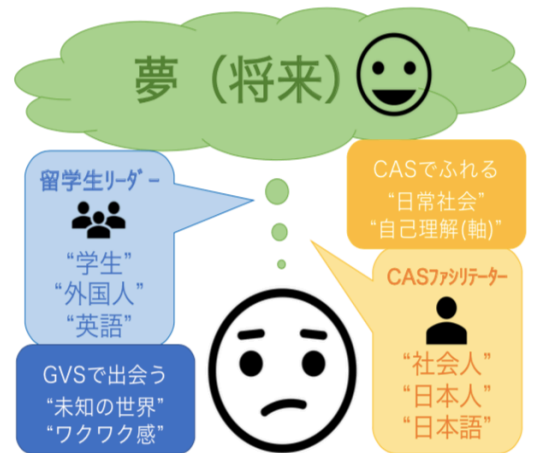 夢（将来）
留学生ﾘｰﾀﾞｰ
“学生”
“外国人”
“英語”
GVSで出会う
“未知の世界”
“ワクワク感”
CASでふれる
“日常社会”
“自己理解(軸)”
CASﾌｧｼﾘﾃｰﾀｰ
“社会人”
“日本人”
“日本語”